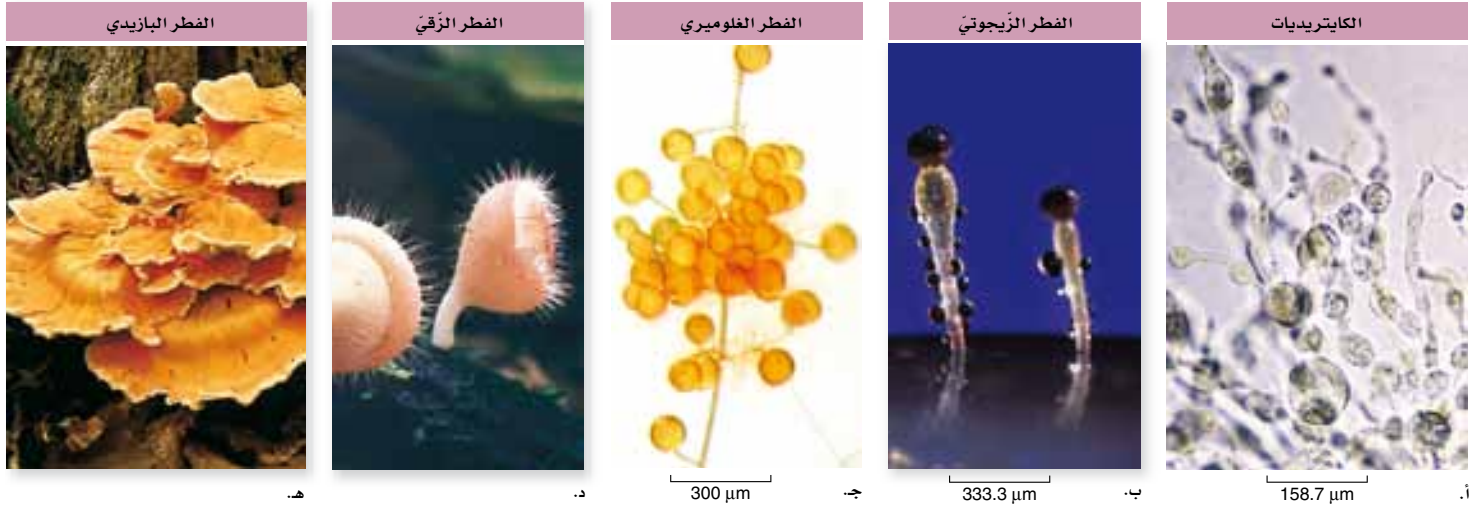 الكايتريديات
الفطر الزّيجوتيّ
الفطر الغلوميري
الفطر الزّقيّ
الفطر البازيدي
أ.
158.7 μm
ب.
333.3 μm
جـ.
300 μm
د.
هـ.